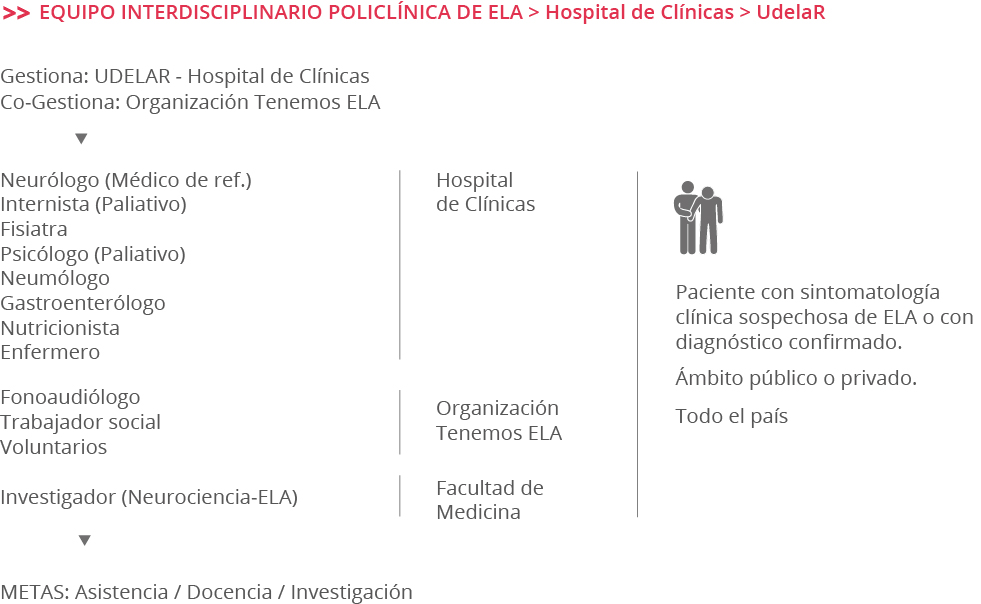 >> EQUIPO INTERDISCIPLINARIO POLICLÍNICA DE ELA > Hospital de Clínicas > UdelaR
Gestiona: UDELAR - Hospital de Clínicas
Co-Gestiona: Organización Tenemos ELA
Neurólogo (Médico de ref.)
Internista (Paliativo)
Fisiatra
Psicólogo (Paliativo)
Neumólogo
Gastroenterólogo
Nutricionista
Enfermero
Hospital
de Clínicas
Fonoaudiólogo
Trabajador social
Voluntarios
Organización
Tenemos ELA
Investigador (Neurociencia-ELA)
Facultad de
Medicina
Paciente con sintomatología
clínica sospechosa de ELA o con
diagnóstico confirmado.
Ámbito público o privado.
Todo el país
METAS: Asistencia / Docencia / Investigación